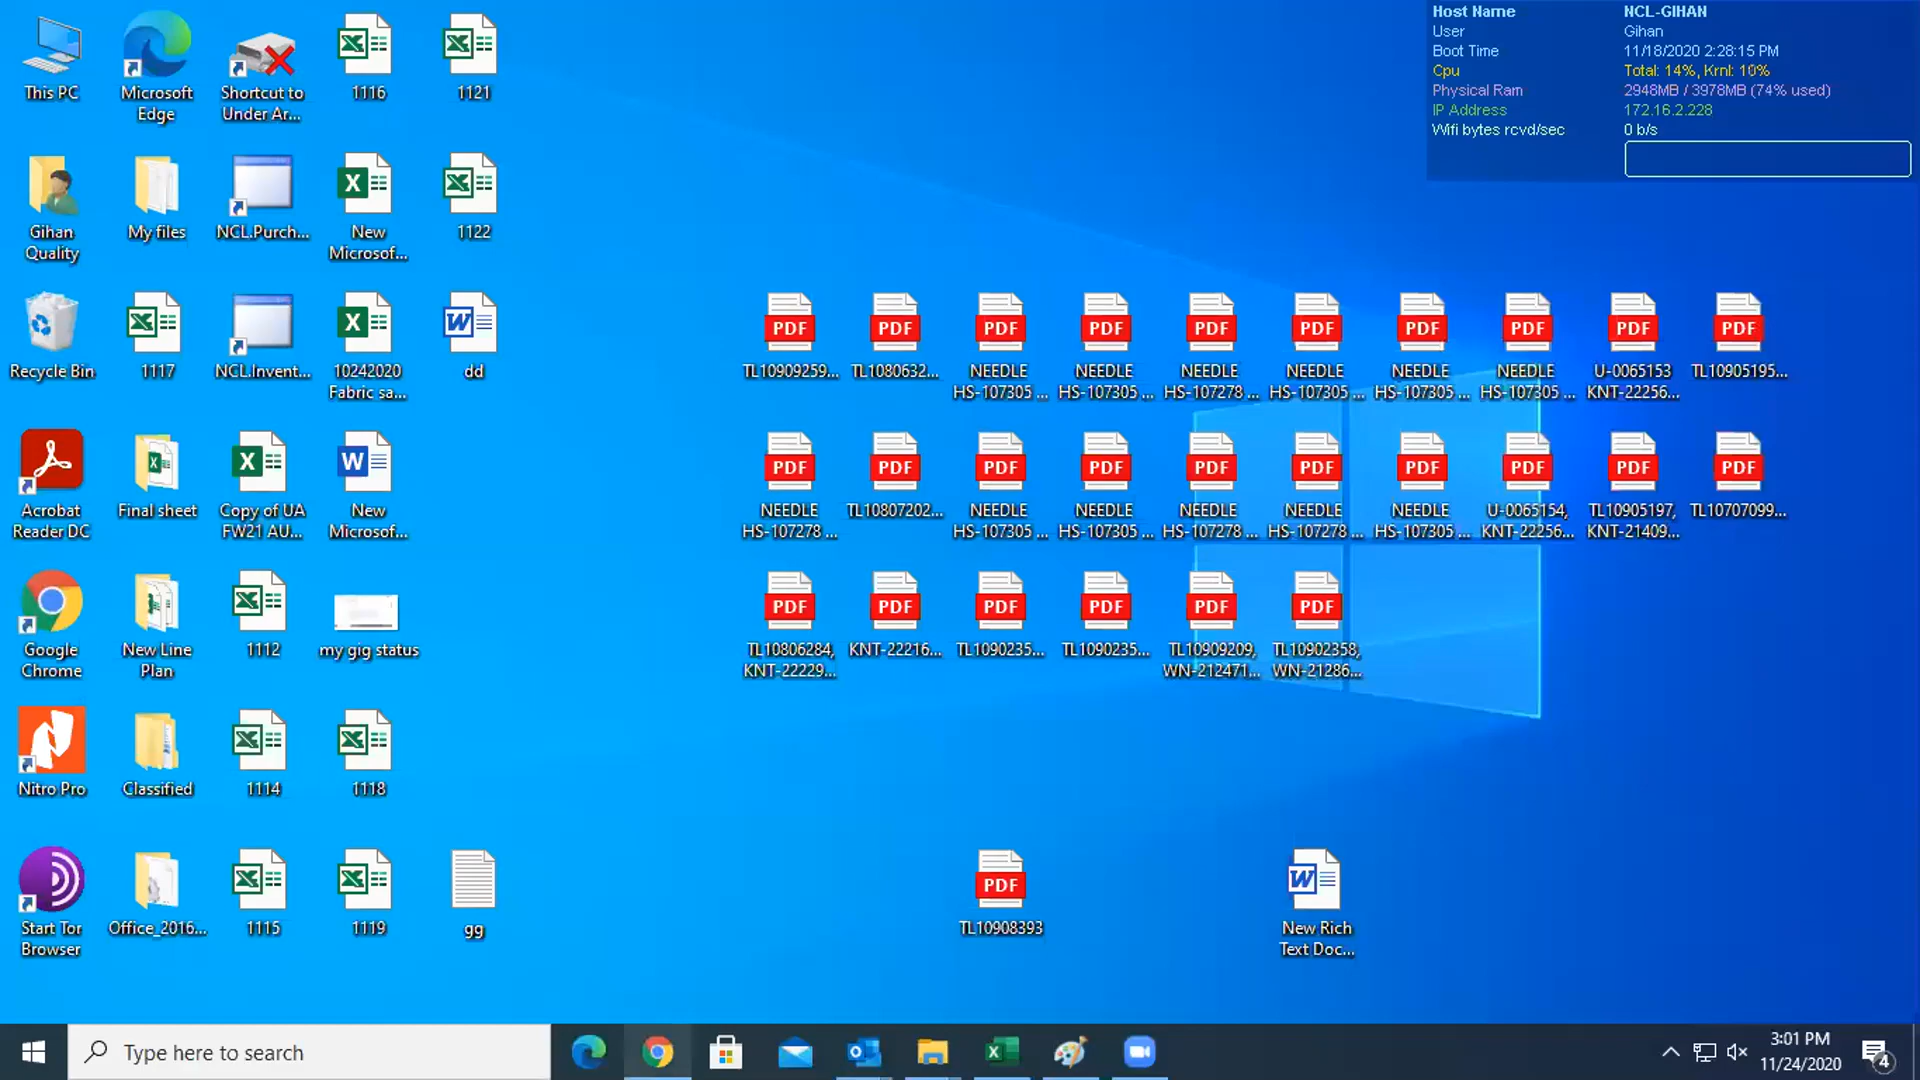 Host Name NCL-GIHAN
User Gihan
Boot Time 11/18/2020 2:28:15 PM
Cpu Total: 14%, Krnl: 10%
Physical Ram 2948MB / 3978MB (74% used)
IP Address 172.16.2.228
Wifi bytes rcvd/sec 0 b/s
This PC
Microsoft
Edge
Shortcut to
Under Ar...
1116
1121
Gihan
Quality
My files
NCL.Purch...
New
Microsof...
1122
Recycle Bin
1117
NCL.Invent...
10242020
Fabric sa...
dd
PDF
TL10909259...
PDF
TL1080632...
PDF
NEEDLE
HS-107305 ...
PDF
NEEDLE
HS-107305 ...
PDF
NEEDLE
HS-107278 ...
PDF
NEEDLE
HS-107305 ...
PDF
NEEDLE
HS-107305 ...
PDF
NEEDLE
HS-107305 ...
PDF
U-0065153
KNT-22256...
PDF
TL10905195...
Acrobat
Reader DC
Final sheet
Copy of UA
FW21 AU...
New
Microsof...
PDF
NEEDLE
HS-107278 ...
PDF
TL10807202...
PDF
NEEDLE
HS-107305 ...
PDF
NEEDLE
HS-107305 ...
PDF
NEEDLE
HS-107278 ...
PDF
NEEDLE
HS-107278 ...
PDF
NEEDLE
HS-107305 ...
PDF
U-0065154,
KNT-22256...
PDF
TL10905197,
KNT-21409...
PDF
TL10707099...
Google
Chrome
New Line
Plan
1112
my gig status
PDF
TL10806284,
KNT-22229...
PDF
KNT-22216...
PDF
TL1090235...
PDF
TL1090235...
PDF
TL10909209,
WN-212471...
PDF
TL10902358,
WN-21286...
Nitro Pro
Classified
1114
1118
Start Tor
Browser
Office_2016...
1115
1119
gg
PDF
TL10908393
New Rich
Text Doc...
Type here to search
3:01 PM
11/24/2020
4